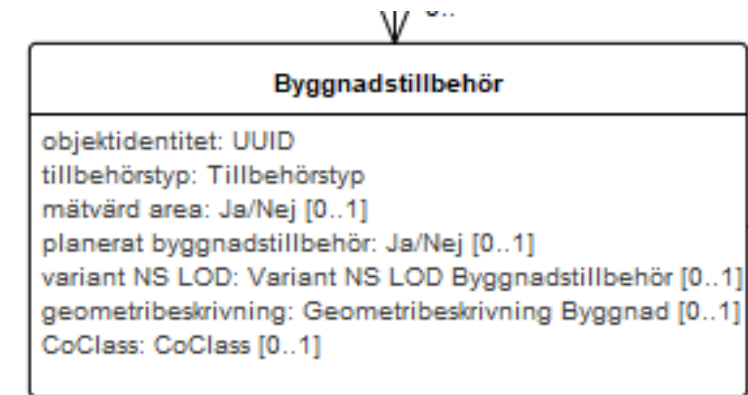 Byggnadstillbehör
objektidentitet: UUID
tillbehörstyp: Tillbehörstyp
mätvärd area: Ja/Nej [0..1]
planerat byggnadstillbehör: Ja/Nej [0..1]
variant NS LOD: Variant NS LOD Byggnadstillbehör [0..1]
geometribeskrivning: Geometribeskrivning Byggnad [0..1]
CoClass: CoClass [0..1]